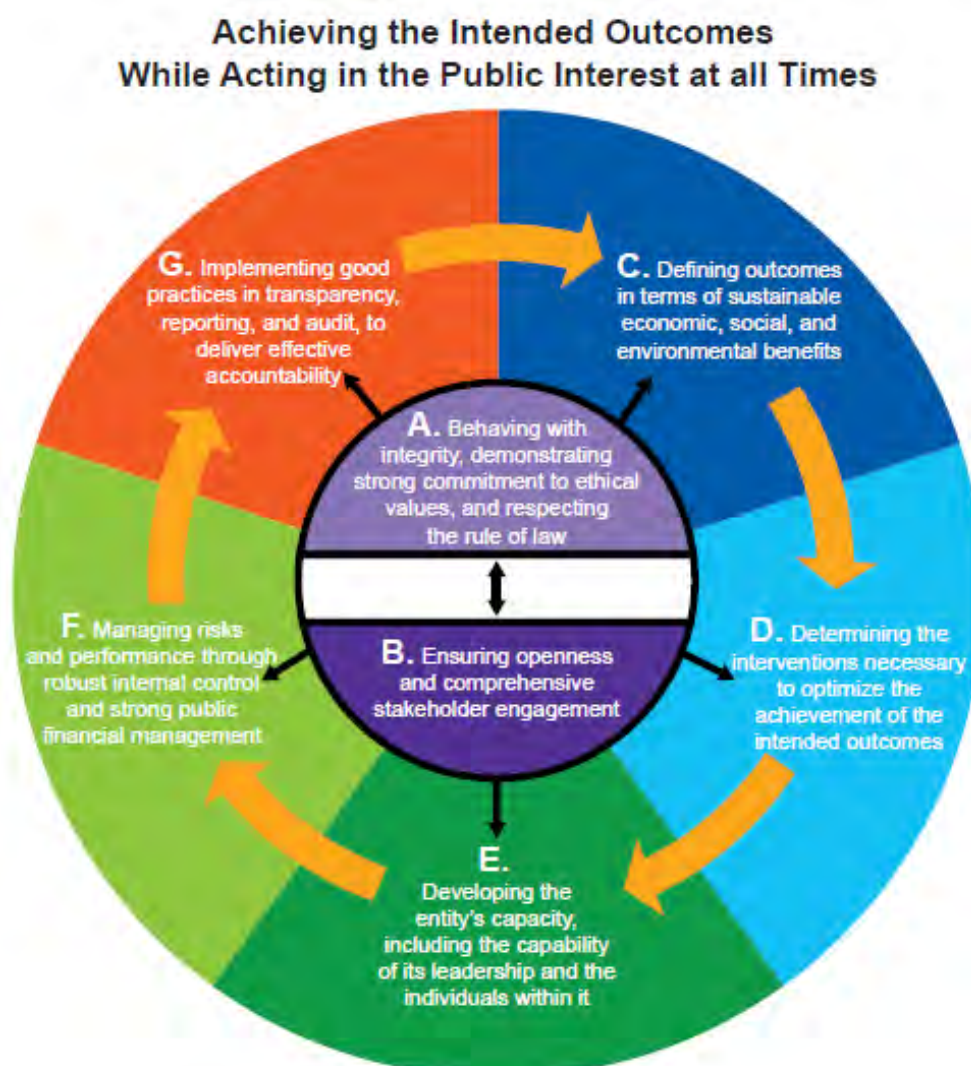 Achieving the Intended Outcomes
While Acting in the Public Interest at all Times
A. Behaving with
integrity, demonstrating
strong commitment to ethical
values, and respecting
the rule of law
B. Ensuring openness
and comprehensive
stakeholder engagement
C. Defining outcomes
in terms of sustainable
economic, social, and
environmental benefits
D. Determining the
interventions necessary
to optimize the
achievement of the
intended outcomes
E.
Developing the
entity's capacity,
including the capability
of its leadership and the
individuals within it
F. Managing risks
and performance through
robust internal control
and strong public
financial management
G. Implementing good
practices in transparency,
reporting, and audit, to
deliver effective
accountability